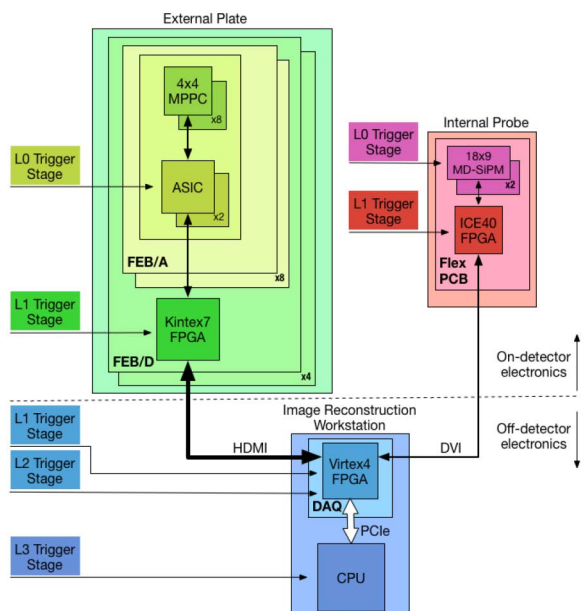 External Plate
4x4
MPPC
x8
L0 Trigger
Stage
ASIC
x2
FEB/A
x8
L1 Trigger
Stage
Kintex7
FPGA
FEB/D
x4
Internal Probe
L0 Trigger
Stage
18x9
MD-SiPM
x2
L1 Trigger
Stage
ICE40
FPGA
Flex
PCB
On-detector
electronics
Off-detector
electronics
Image Reconstruction
Workstation
L1 Trigger
Stage
HDMI
DVI
L2 Trigger
Stage
Virtex4
FPGA
DAQ
PCIe
L3 Trigger
Stage
CPU